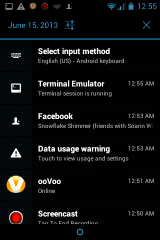 12:55
June 15, 2013
Select input method
English (US) - Android keyboard
Terminal Emulator 12:55 AM
Terminal session is running
Facebook 12:53 AM
Snowflake Shimmer (friends with Soarin W
Data usage warning 12:53 AM
Touch to view usage and settings
ooVoo 12:51 AM
Online
Screencast 12:50 AM
Tap To End Recording